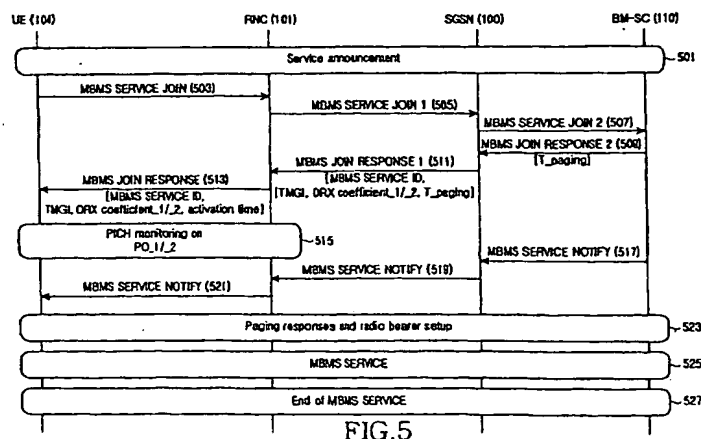 UE (104) RNC (101) SGSN (100) BM-SC (110)
Service announcement 501
MBMS SERVICE JOIN (503)
MBMS SERVICE JOIN 1 (505)
MBMS SERVICE JOIN 2 (507)
MBMS JOIN RESPONSE 2 (509)
[T_paging]
MBMS JOIN RESPONSE 1 (511)
[MBMS SERVICE ID,
[TMGI, DRX coefficient_1/_2, T_paging]
MBMS JOIN RESPONSE (513)
[MBMS SERVICE ID,
TMGI, DRX coefficient_1/_2, activation time]
PICH monitoring on
PO_1/_2
515
MBMS SERVICE NOTIFY (517)
MBMS SERVICE NOTIFY (519)
MBMS SERVICE NOTIFY (521)
Paging responses and radio bearer setup 523
MBMS SERVICE 525
End of MBMS SERVICE 527
FIG.5